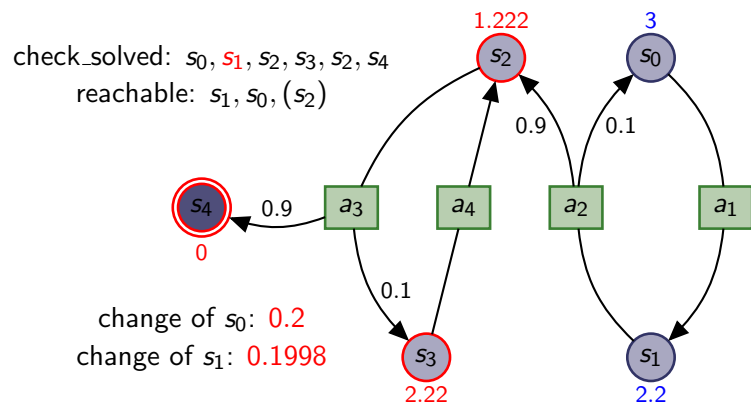 1.222
3
check_solved: s0, s1, s2, s3, s2, s4
reachable: s1, s0, (s2)
s2
s0
0.9
0.1
s4
0.9
a3
a4
a2
a1
0
0.1
change of s0: 0.2
change of s1: 0.1998
s3
s1
2.22
2.2